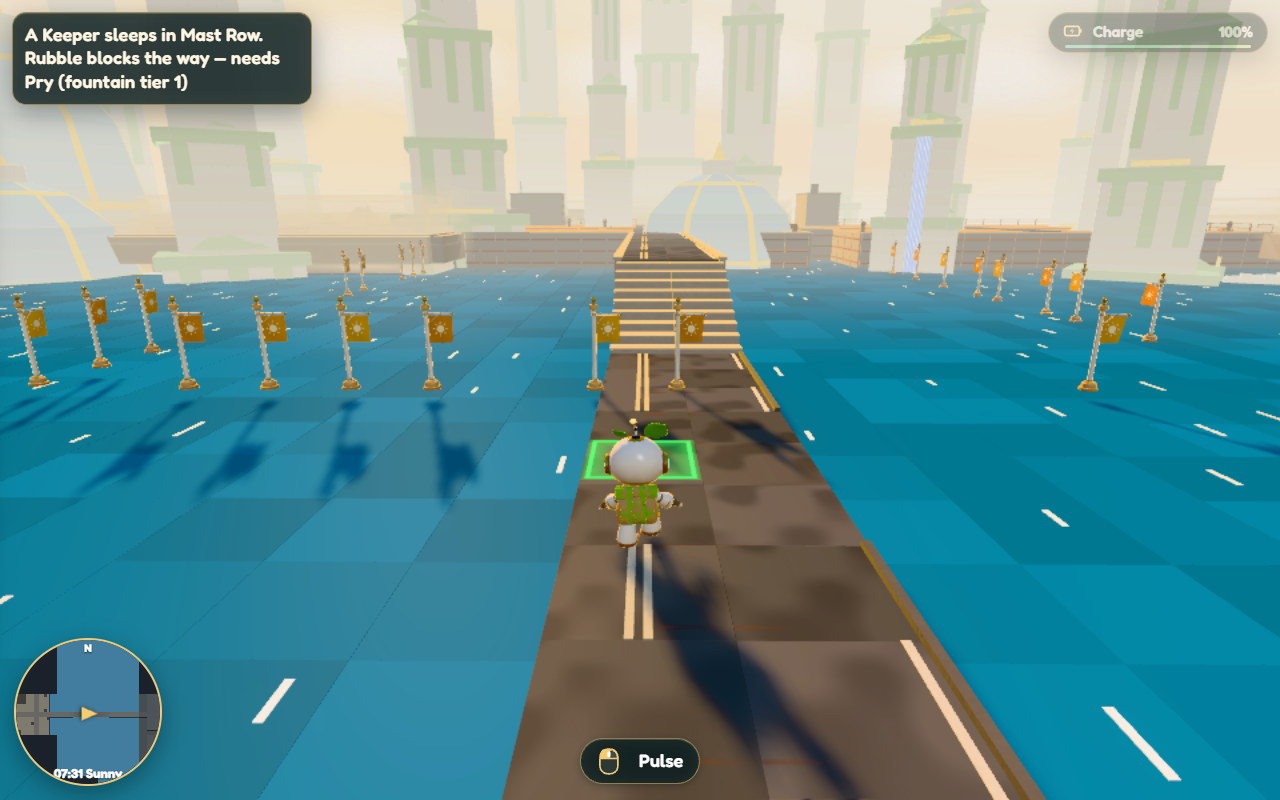 A Keeper sleeps in Mast Row.
Rubble blocks the way – needs
Pry (fountain tier 1)
Charge 100%
N
07:31 Sunny
Pulse